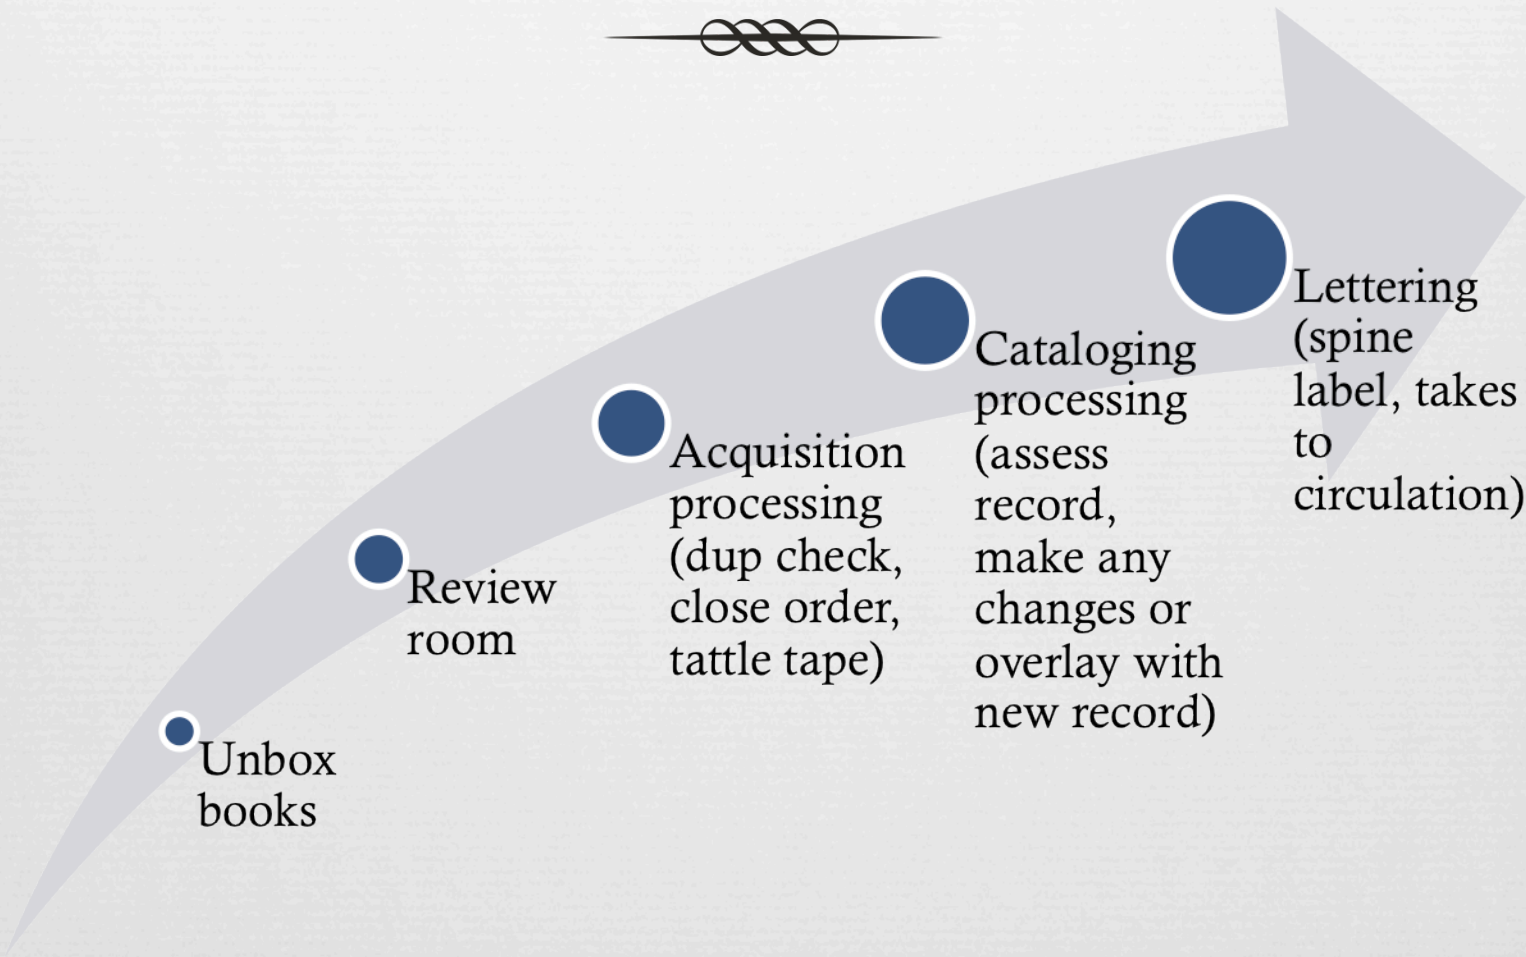 Unbox
books
Review
room
Acquisition
processing
(dup check,
close order,
tattle tape)
Cataloging
processing
(assess
record,
make any
changes or
overlay with
new record)
Lettering
(spine
label, takes
to
circulation)